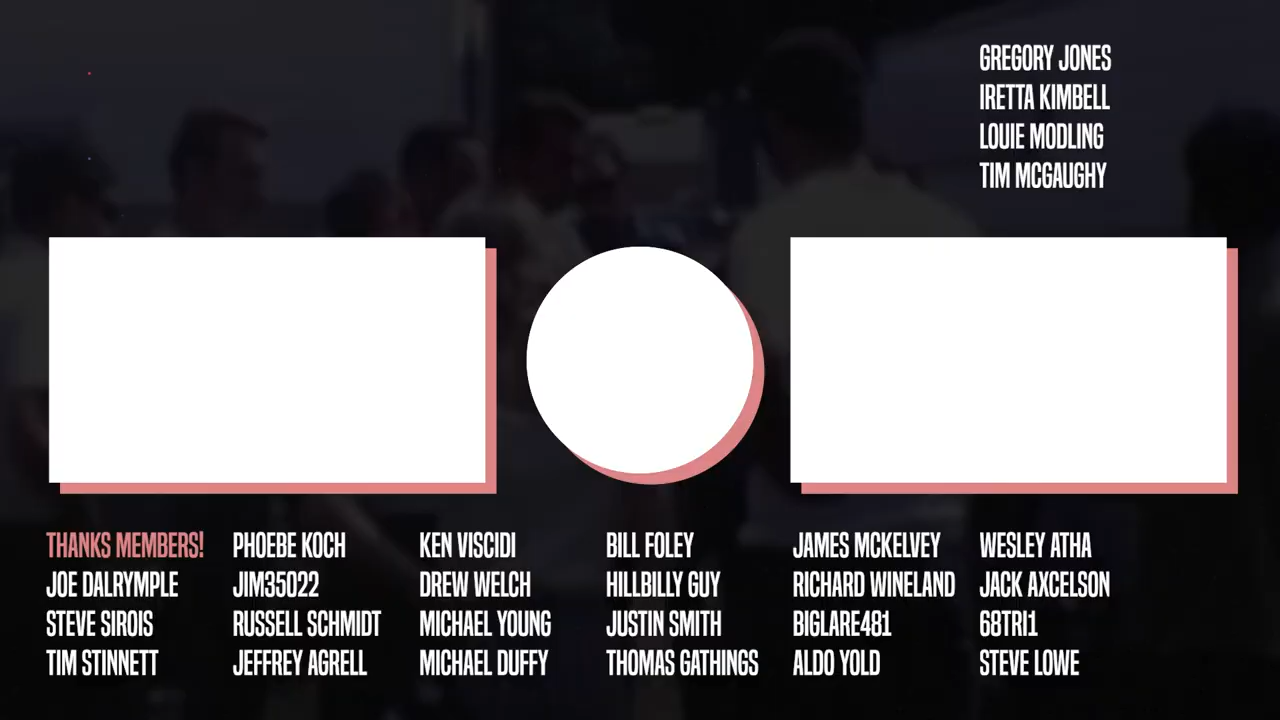 GREGORY JONES
IRETTA KIMBELL
LOUIE MODLING
TIM MCGAUGHY
THANKS MEMBERS!
JOE DALRYMPLE
STEVE SIROIS
TIM STINNETT
PHOEBE KOCH
JIM35022
RUSSELL SCHMIDT
JEFFREY AGRELL
KEN VISCIDI
DREW WELCH
MICHAEL YOUNG
MICHAEL DUFFY
BILL FOLEY
HILLBILLY GUY
JUSTIN SMITH
THOMAS GATHINGS
JAMES MCKELVEY
RICHARD WINELAND
BIGLARE481
ALDO YOLD
WESLEY ATHA
JACK AXCELSON
68TRI1
STEVE LOWE